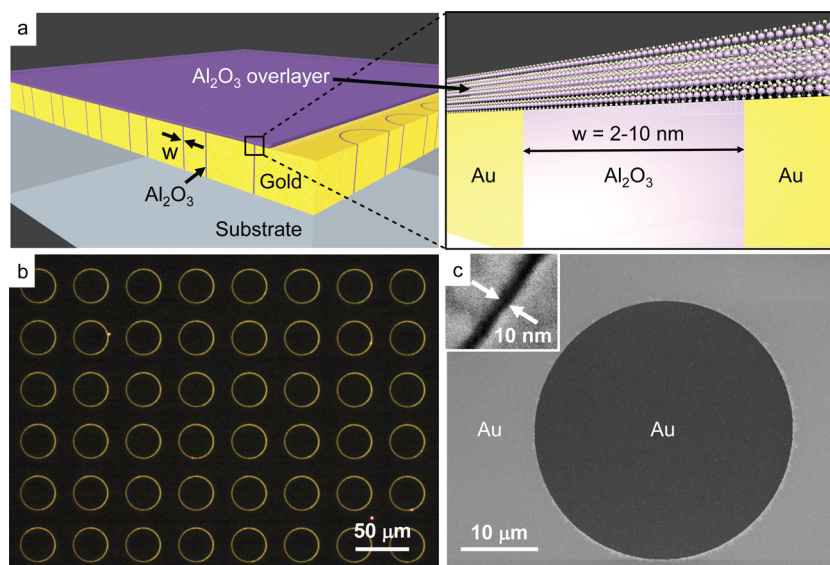 a
Al₂O₃ overlayer
w
Al₂O₃
Gold
Substrate
w = 2-10 nm
Au
Al₂O₃
Au
b
50 μm
c
10 nm
Au
Au
10 μm